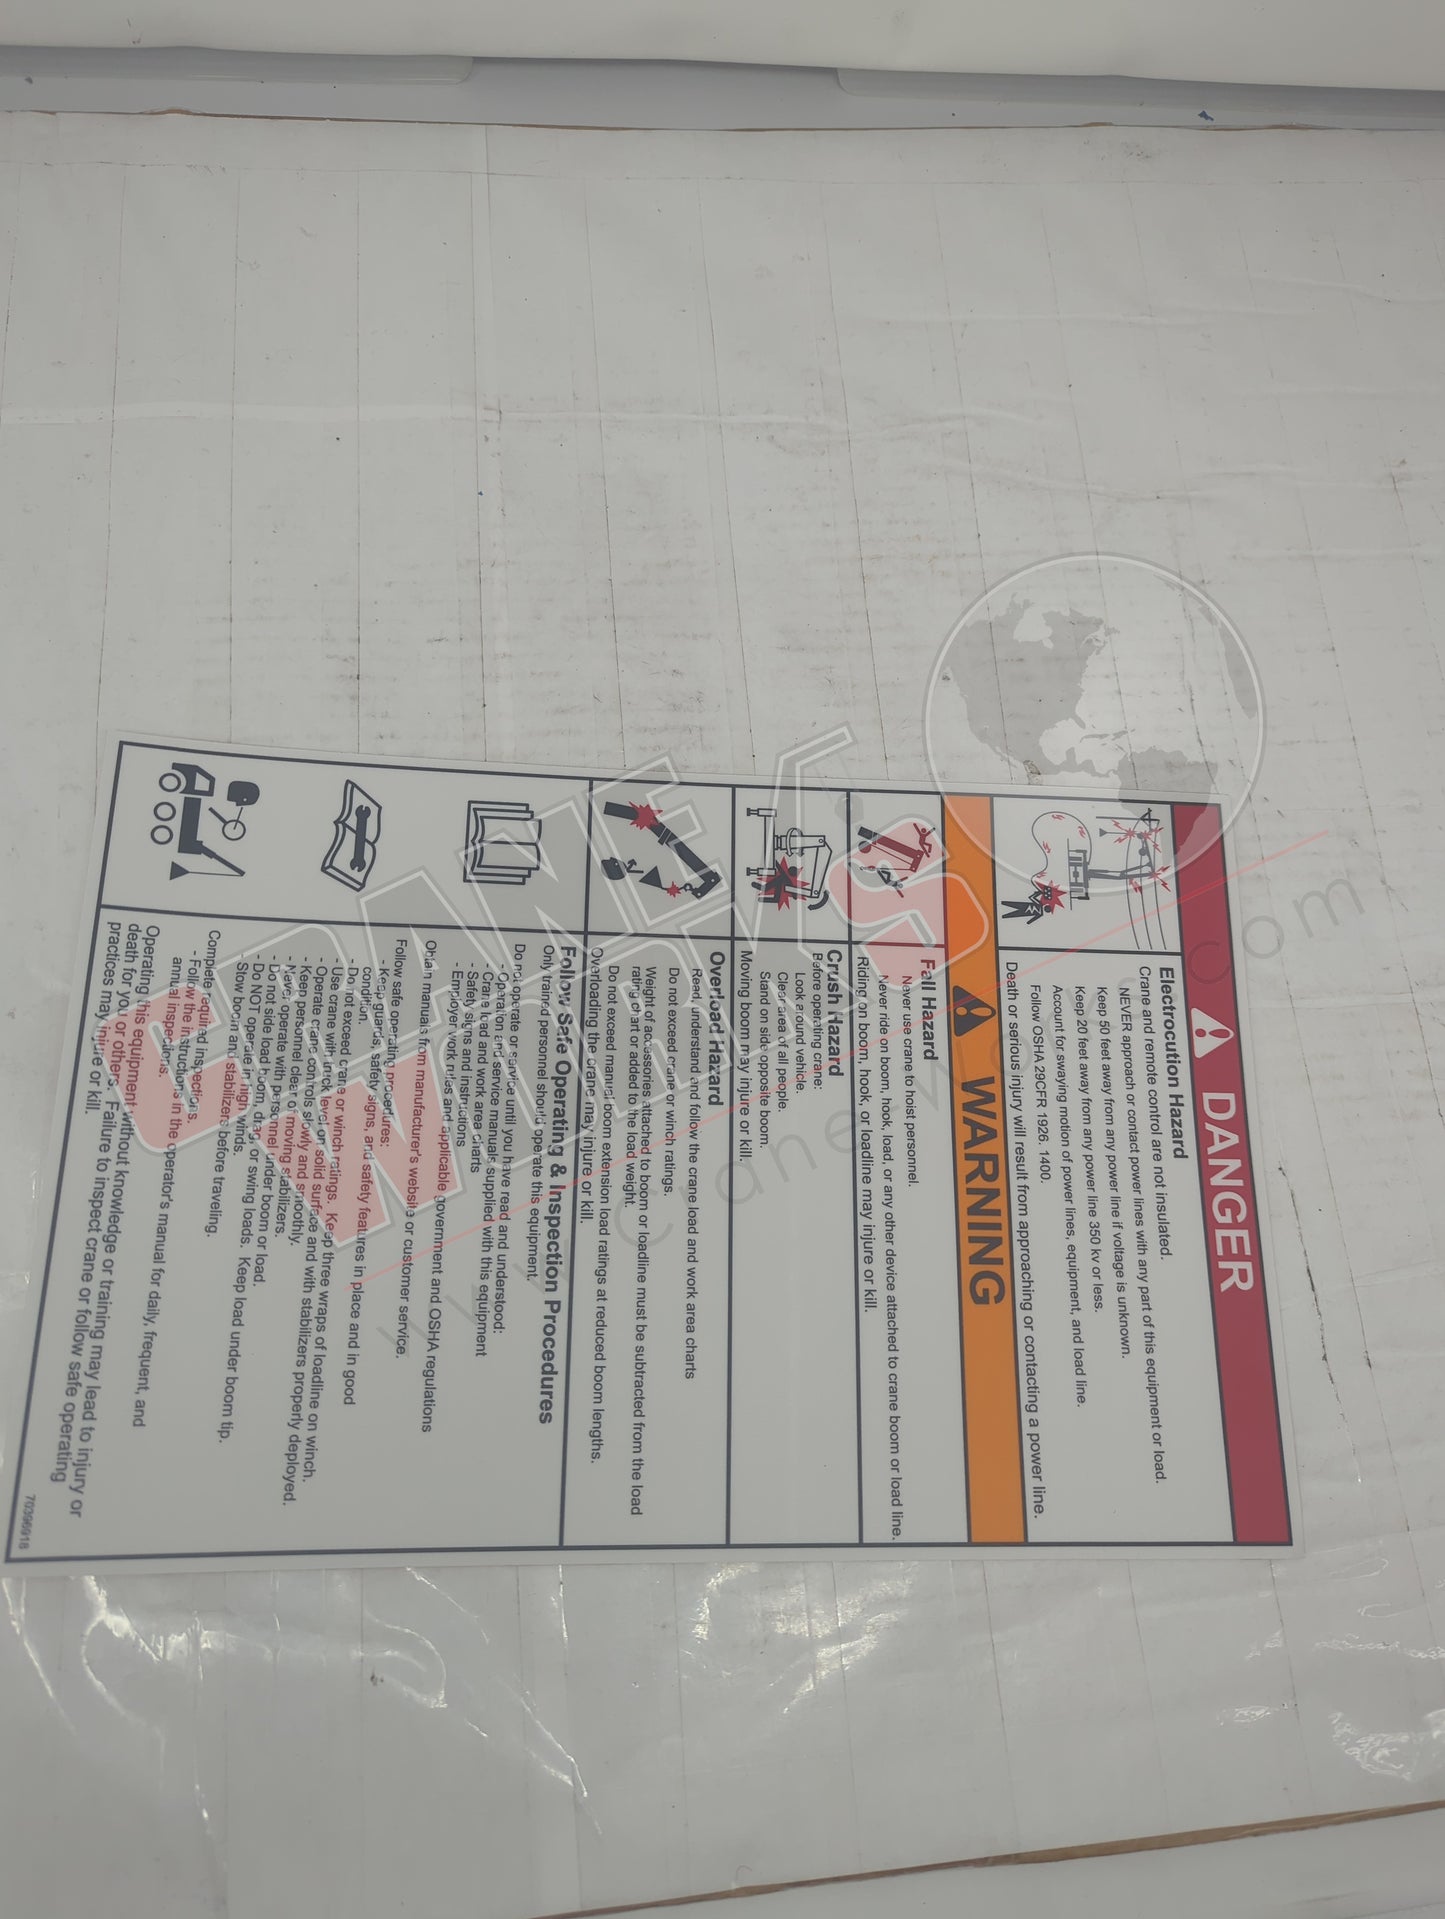 DANGER
Electrocution Hazard
Crane and remote control are not insulated.
NEVER approach or contact power lines with any part of this equipment or load.
Keep 50 feet away from any power line if voltage is unknown.
Keep 20 feet away from any power line 350 kv or less.
Account for swaying motion of power lines, equipment, and load line.
Follow OSHA 29CFR 1926. 1400.
Death or serious injury will result from approaching or contacting a power line.
WARNING
Fall Hazard
Never use crane to hoist personnel.
Never ride on boom, hook, load, or any other device attached to crane boom or load line.
Riding on boom, hook, or loadline may injure or kill.
Crush Hazard
Before operating crane:
Look around vehicle.
Clear area of all people.
Stand on side opposite boom.
Moving boom may injure or kill.
Overload Hazard
Read, understand and follow the crane load and work area charts
Do not exceed crane or winch ratings.
Weight of accessories attached to boom or loadline must be subtracted from the load
rating chart or added to the load weight.
Do not exceed manual boom extension load ratings at reduced boom lengths.
Overloading the crane may injure or kill.
Follow Safe Operating & Inspection Procedures
Only trained personnel should operate this equipment.
Do not operate or service until you have read and understood:
- Operation and service manuals supplied with this equipment
- Crane load and work area charts
- Safety signs and instructions
- Employer work rules and applicable government and OSHA regulations
Obtain manuals from manufacturer's website or customer service.
Follow safe operating procedures:
- Keep guards, safety signs, and safety features in place and in good
condition.
- Do not exceed crane or winch ratings. Keep three wraps of loadline on winch.
- Use crane with truck level on solid surface and with stabilizers properly deployed.
- Operate crane controls slowly and smoothly.
- Keep personnel clear of moving stabilizers.
- Never operate with personnel under boom or load.
- Do not side load boom, drag, or swing loads. Keep load under boom tip.
- Do NOT operate in high winds.
- Stow boom and stabilizers before traveling.
Complete required inspections.
- Follow the instructions in the operator's manual for daily, frequent, and
annual inspections.
Operating this equipment without knowledge or training may lead to injury or
death for you or others. Failure to inspect crane or follow safe operating
practices may injure or kill.
70396918
CRANEWORKS
www.craneworks.com